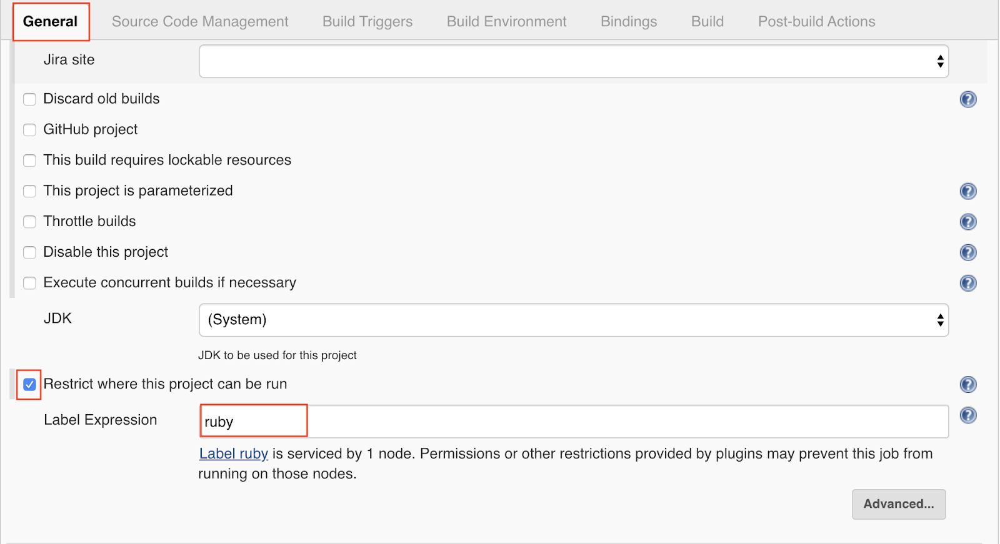 General Source Code Management Build Triggers Build Environment Bindings Build Post-build Actions
Jira site
Discard old builds
GitHub project
This build requires lockable resources
This project is parameterized
Throttle builds
Disable this project
Execute concurrent builds if necessary
JDK (System)
JDK to be used for this project
Restrict where this project can be run
Label Expression ruby
Label ruby is serviced by 1 node. Permissions or other restrictions provided by plugins may prevent this job from
running on those nodes.
Advanced...